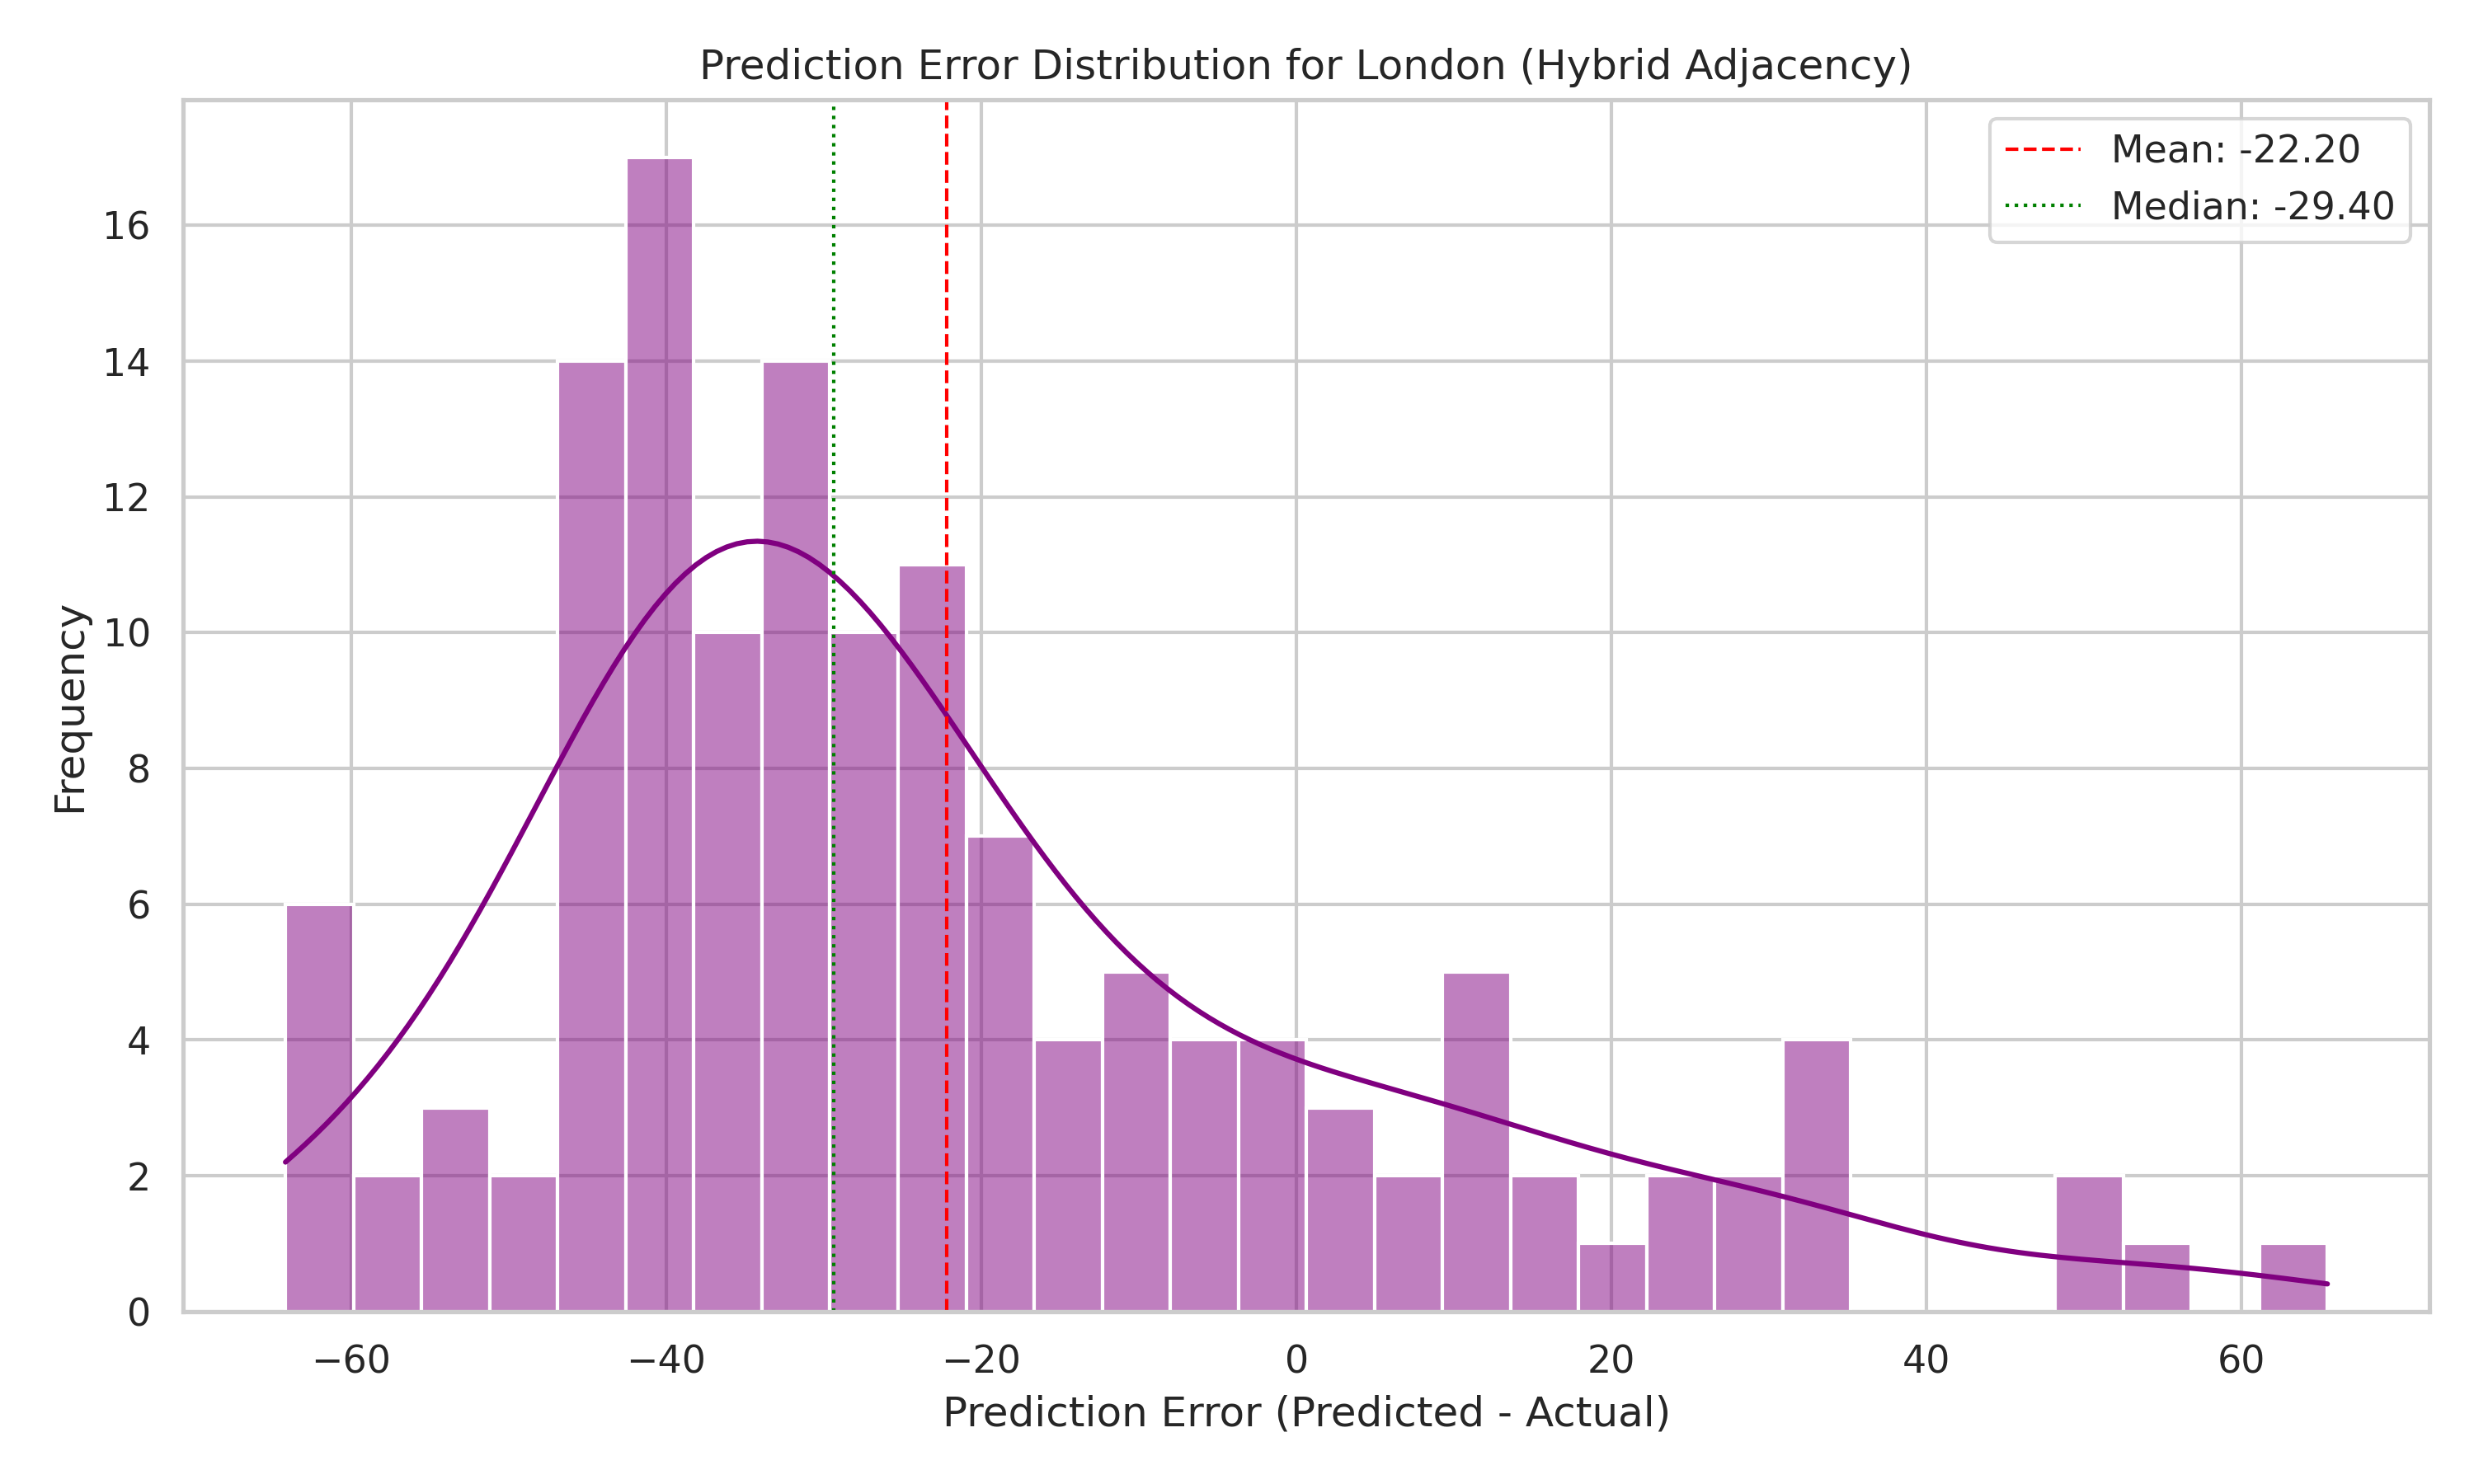 Prediction Error Distribution for London (Hybrid Adjacency)
Mean: -22.20
Median: -29.40
Frequency
16
14
12
10
8
6
4
2
0
−60 −40 −20 0 20 40 60
Prediction Error (Predicted - Actual)